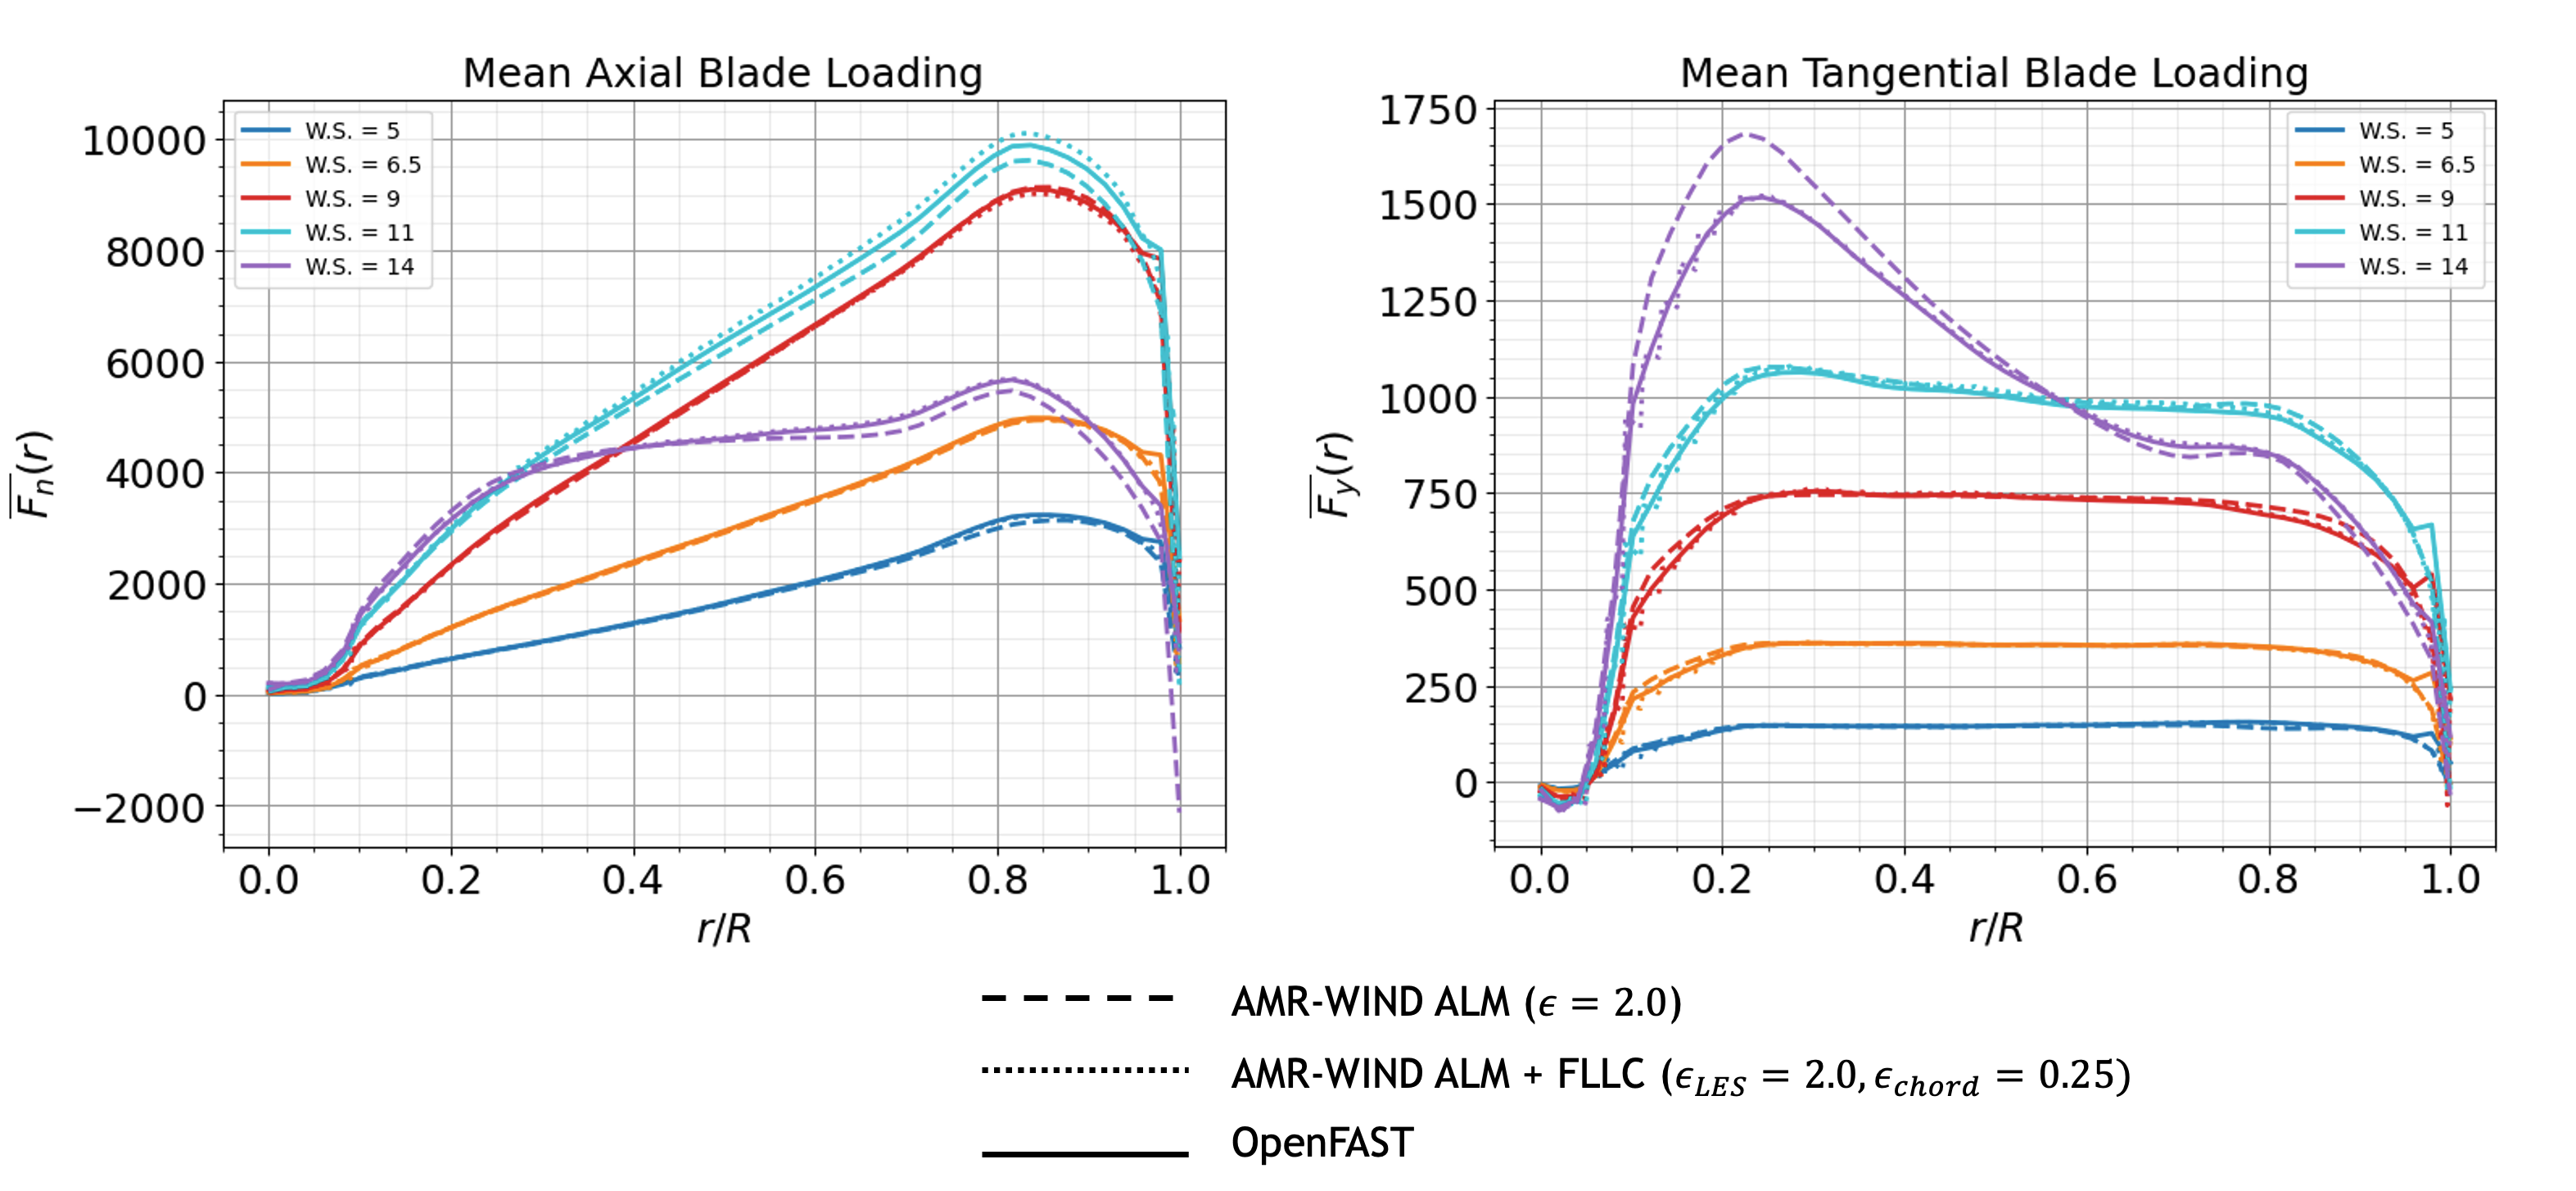 Mean Axial Blade Loading
W.S. = 5
W.S. = 6.5
W.S. = 9
W.S. = 11
W.S. = 14
10000
8000
6000
4000
2000
0
−2000
0.0 0.2 0.4 0.6 0.8 1.0
r/R
F̅n(r)
Mean Tangential Blade Loading
W.S. = 5
W.S. = 6.5
W.S. = 9
W.S. = 11
W.S. = 14
1750
1500
1250
1000
750
500
250
0
0.0 0.2 0.4 0.6 0.8 1.0
r/R
F̅y(r)
AMR-WIND ALM (ϵ = 2.0)
AMR-WIND ALM + FLLC (ϵLES = 2.0, ϵchord = 0.25)
OpenFAST